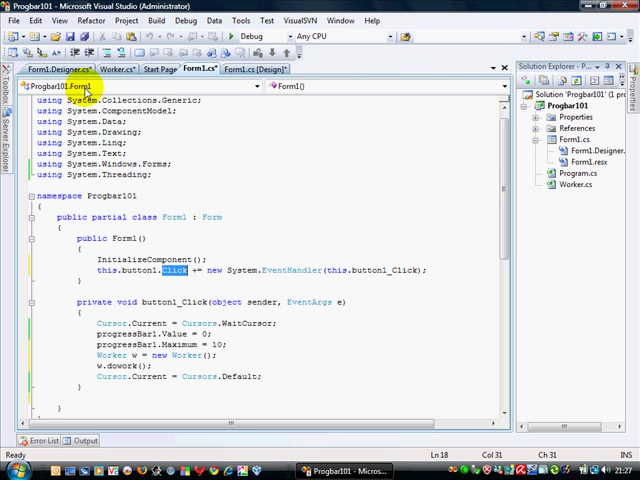 Progbar101 - Microsoft Visual Studio (Administrator)
File Edit View Refactor Project Build Debug Data Tools Test VisualSVN Window Help
Debug Any CPU
Form1.Designer.cs* Worker.cs* Start Page Form1.cs* Form1.cs [Design]*
Progbar101.Form1 Form1()
using System.Collections.Generic;
using System.ComponentModel;
using System.Data;
using System.Drawing;
using System.Linq;
using System.Text;
using System.Windows.Forms;
using System.Threading;
namespace Progbar101
{
public partial class Form1 : Form
{
public Form1()
{
InitializeComponent();
this.button1.Click += new System.EventHandler(this.button1_Click);
}
private void button1_Click(object sender, EventArgs e)
{
Cursor.Current = Cursors.WaitCursor;
progressBar1.Value = 0;
progressBar1.Maximum = 10;
Worker w = new Worker();
w.dowork();
Cursor.Current = Cursors.Default;
}
}
Toolbox
Server Explorer
Solution Explorer - Progbar101
Solution 'Progbar101' (1 pro
Progbar101
Properties
References
Form1.cs
Form1.Designer.
Form1.resx
Program.cs
Worker.cs
Properties
Error List Output
Ready Ln 18 Col 31 Ch 31 INS
Progbar101 - Micros...
21:27